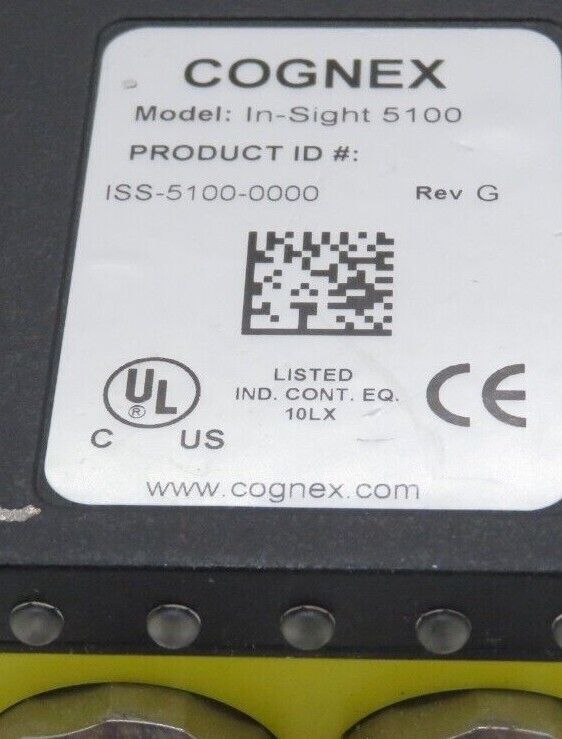 COGNEX
Model: In-Sight 5100
PRODUCT ID #:
ISS-5100-0000 Rev G
UL
®
C US
LISTED
IND. CONT. EQ.
10LX
CE
www.cognex.com